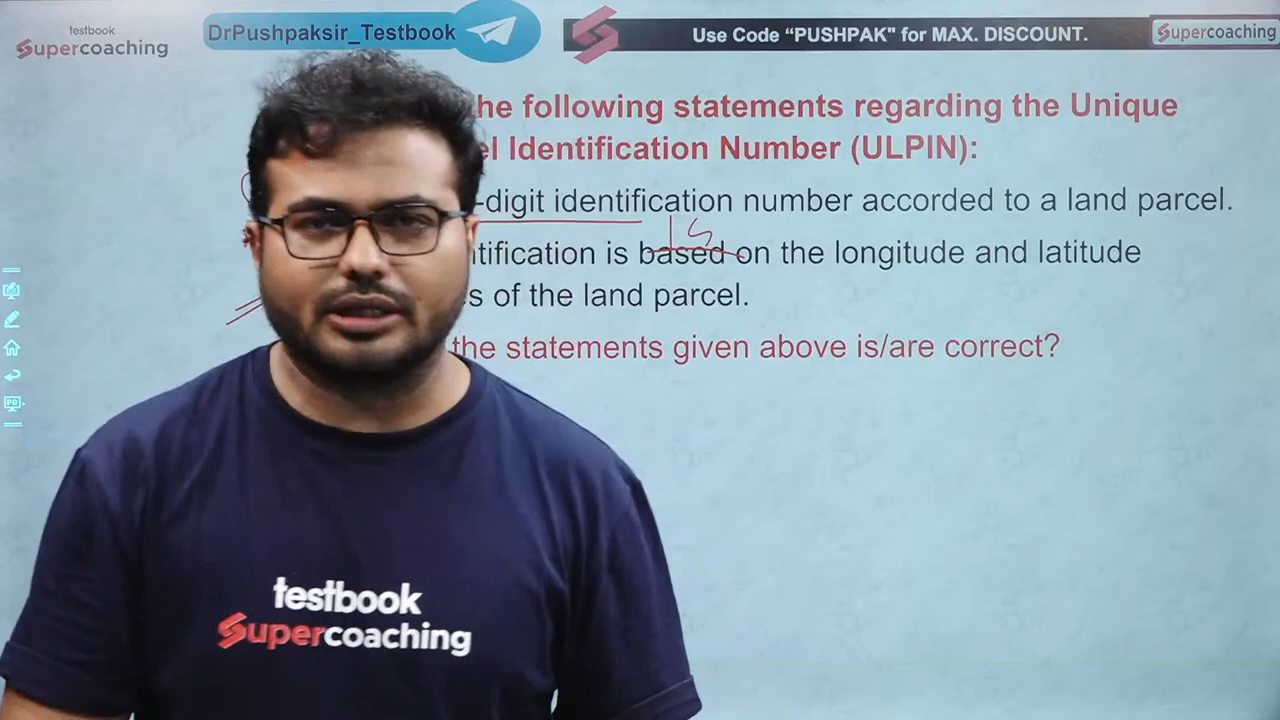 testbook
Supercoaching
DrPushpaksir_Testbook
Use Code “PUSHPAK" for MAX. DISCOUNT.
Supercoaching
he following statements regarding the Unique
el Identification Number (ULPIN):
-digit identification number accorded to a land parcel.
tification is based on the longitude and latitude
s of the land parcel.
the statements given above is/are correct?
testbook
Supercoaching